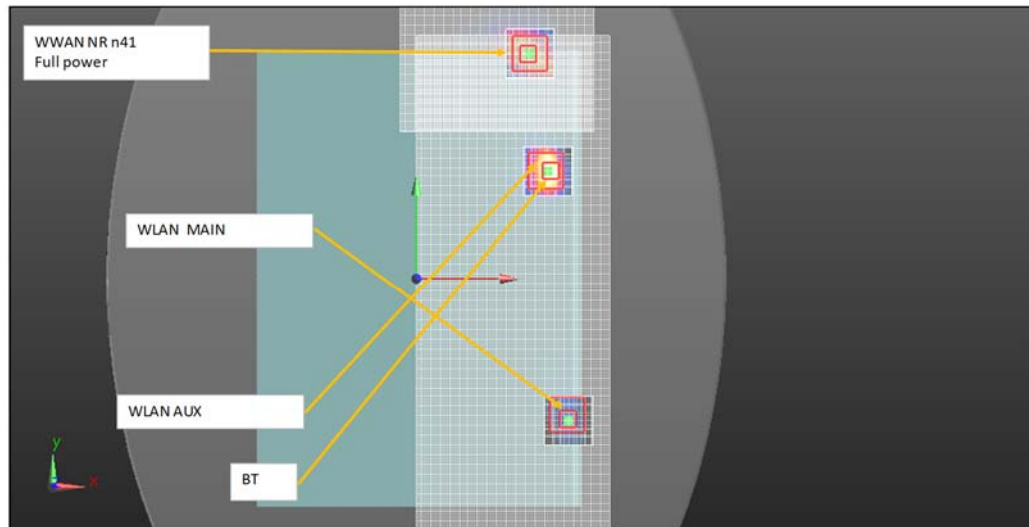 WWAN NR n41
Full power
WLAN MAIN
WLAN AUX
BT
y
x